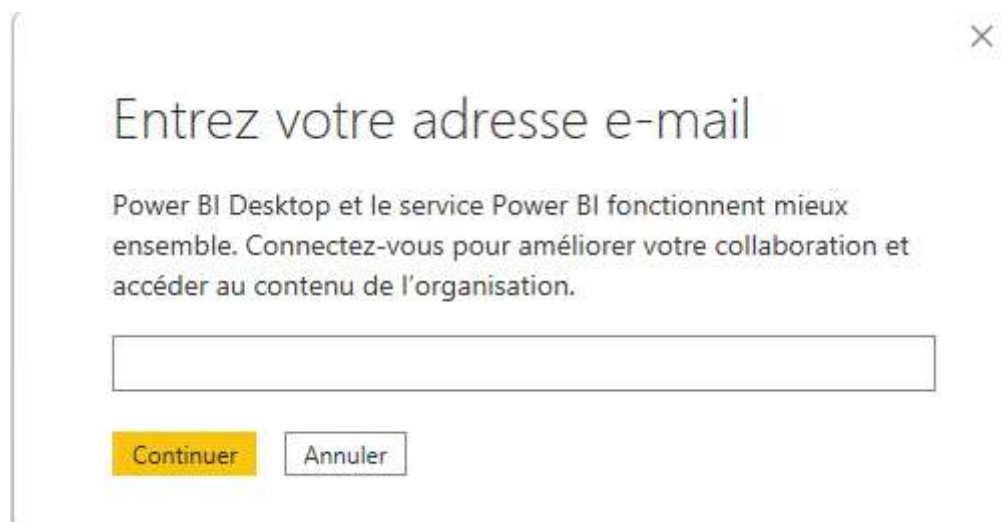 Entrez votre adresse e-mail
Power BI Desktop et le service Power BI fonctionnent mieux
ensemble. Connectez-vous pour améliorer votre collaboration et
accéder au contenu de l’organisation.
Continuer
Annuler